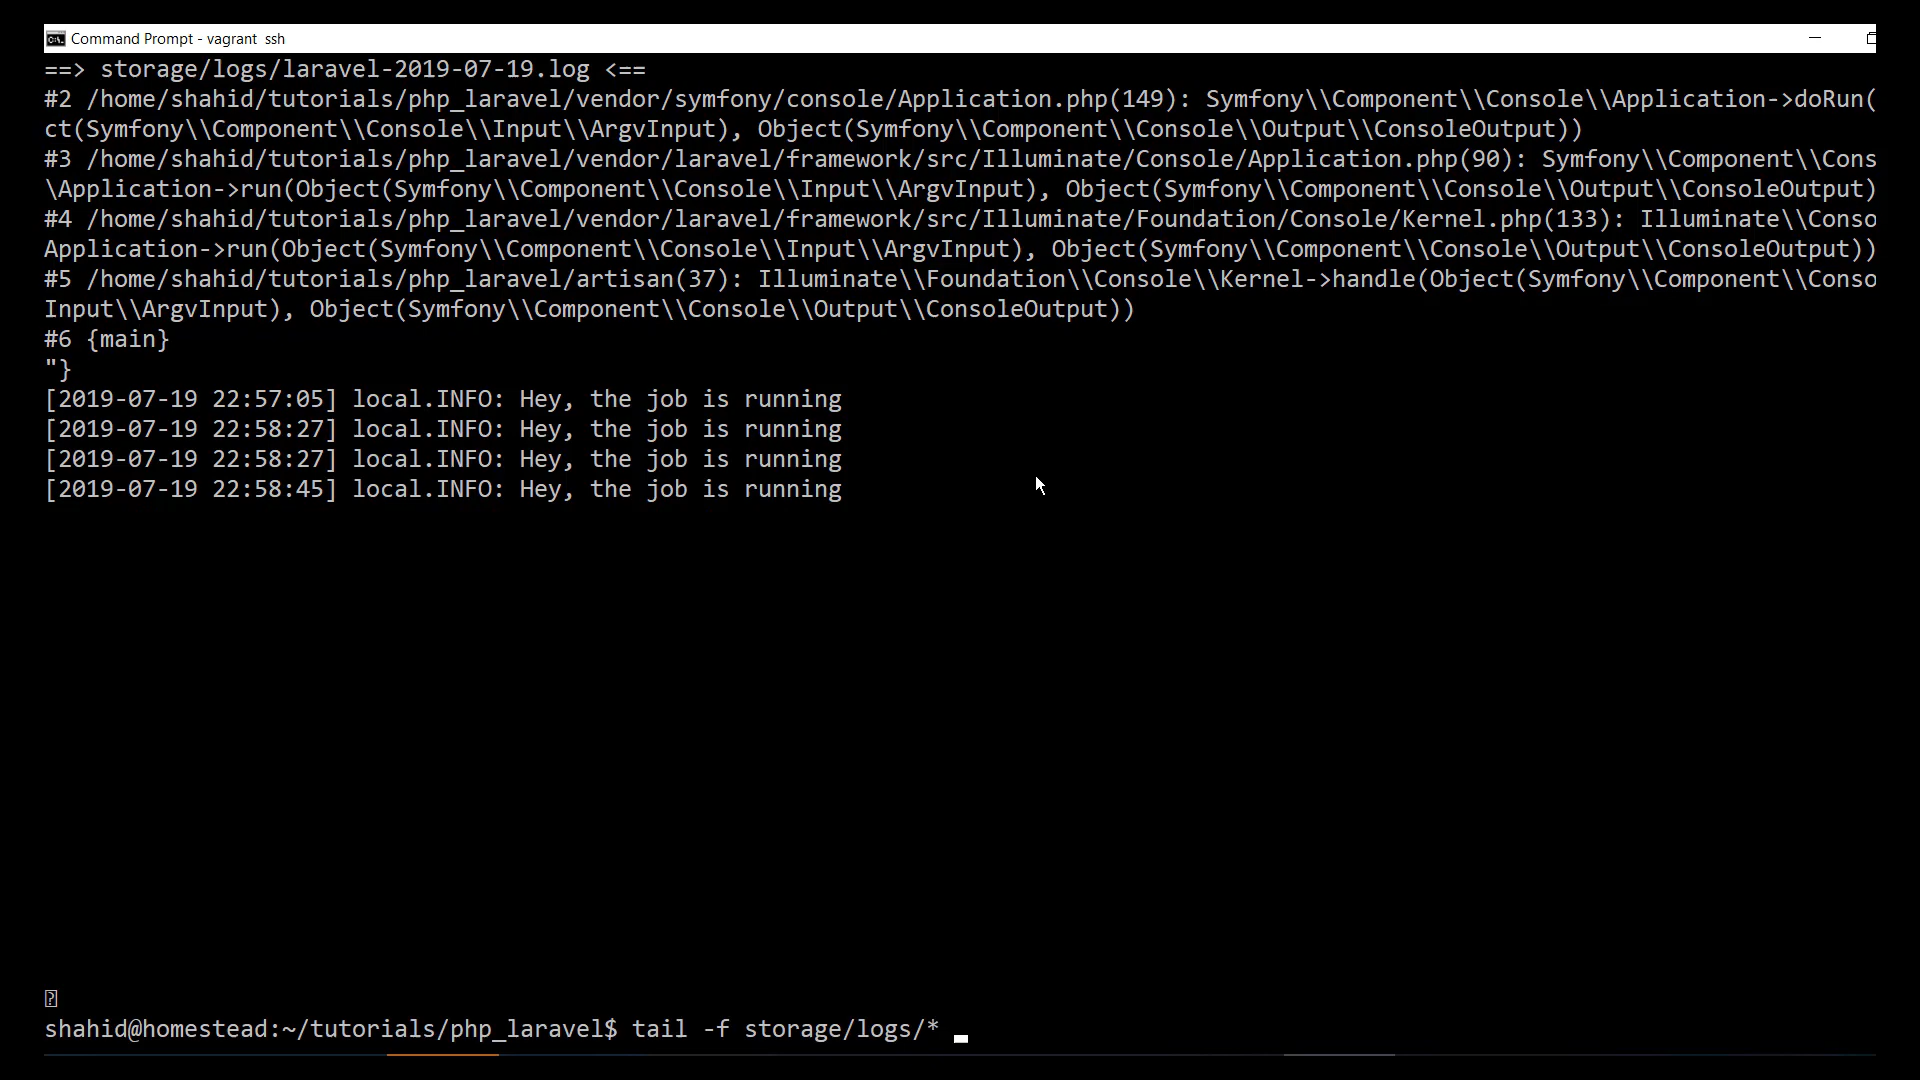 Command Prompt - vagrant  ssh
==> storage/logs/laravel-2019-07-19.log <==
#2 /home/shahid/tutorials/php_laravel/vendor/symfony/console/Application.php(149): Symfony\\Component\\Console\\Application->doRun(
ct(Symfony\\Component\\Console\\Input\\ArgvInput), Object(Symfony\\Component\\Console\\Output\\ConsoleOutput))
#3 /home/shahid/tutorials/php_laravel/vendor/laravel/framework/src/Illuminate/Console/Application.php(90): Symfony\\Component\\Cons
\Application->run(Object(Symfony\\Component\\Console\\Input\\ArgvInput), Object(Symfony\\Component\\Console\\Output\\ConsoleOutput)
#4 /home/shahid/tutorials/php_laravel/vendor/laravel/framework/src/Illuminate/Foundation/Console/Kernel.php(133): Illuminate\\Conso
Application->run(Object(Symfony\\Component\\Console\\Input\\ArgvInput), Object(Symfony\\Component\\Console\\Output\\ConsoleOutput))
#5 /home/shahid/tutorials/php_laravel/artisan(37): Illuminate\\Foundation\\Console\\Kernel->handle(Object(Symfony\\Component\\Conso
Input\\ArgvInput), Object(Symfony\\Component\\Console\\Output\\ConsoleOutput))
#6 {main}
"}
[2019-07-19 22:57:05] local.INFO: Hey, the job is running
[2019-07-19 22:58:27] local.INFO: Hey, the job is running
[2019-07-19 22:58:27] local.INFO: Hey, the job is running
[2019-07-19 22:58:45] local.INFO: Hey, the job is running
shahid@homestead:~/tutorials/php_laravel$ tail -f storage/logs/*